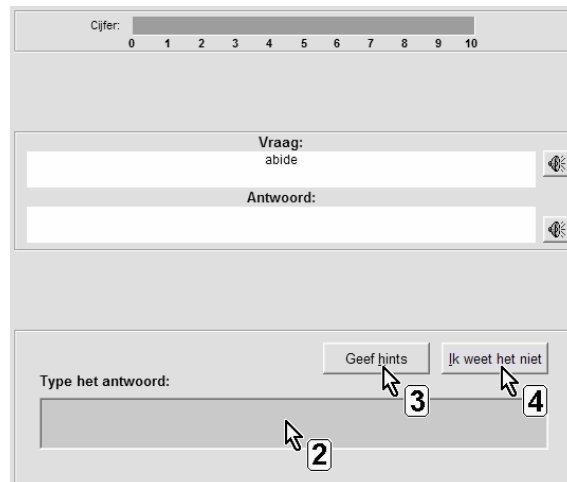 Cijfer:
0 1 2 3 4 5 6 7 8 9 10
Vraag:
abide
Antwoord:
Geef hints
Ik weet het niet
3
4
Type het antwoord:
2